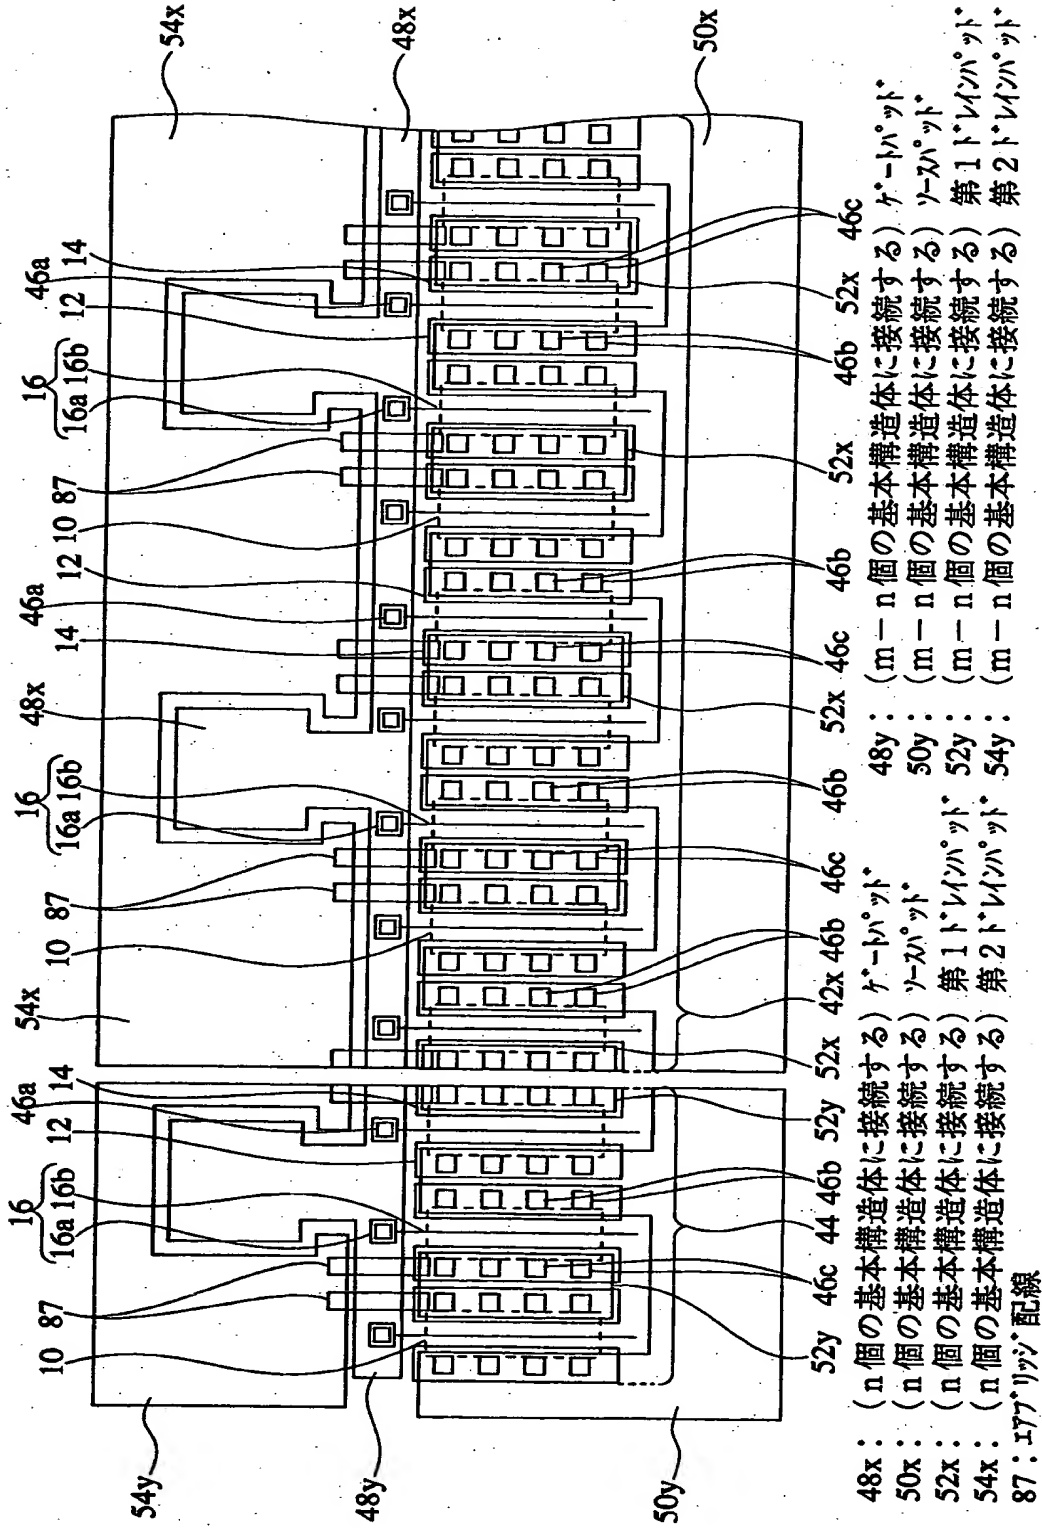 16 46a 54x 16 48x 46a 16 46a
10 87 16a 16b 12 14 10 87 16a 16b 14 12 10 87 16a 16b 12 14
54y
54x
48y
48x
50y
50x
52y 46c 44 46b 52y 52x 42x 46b 46c 46b 52x 46c 46b 52x 46b 52x 46c
48x : (n個の基本構造体に接続する) ゲートパッド
50x : (n個の基本構造体に接続する) ソースパッド
52x : (n個の基本構造体に接続する) 第1ドレインパッド
54x : (n個の基本構造体に接続する) 第2ドレインパッド
87 : エアブリッジ配線
48y : (m-n個の基本構造体に接続する) ゲートパッド
50y : (m-n個の基本構造体に接続する) ソースパッド
52y : (m-n個の基本構造体に接続する) 第1ドレインパッド
54y : (m-n個の基本構造体に接続する) 第2ドレインパッド